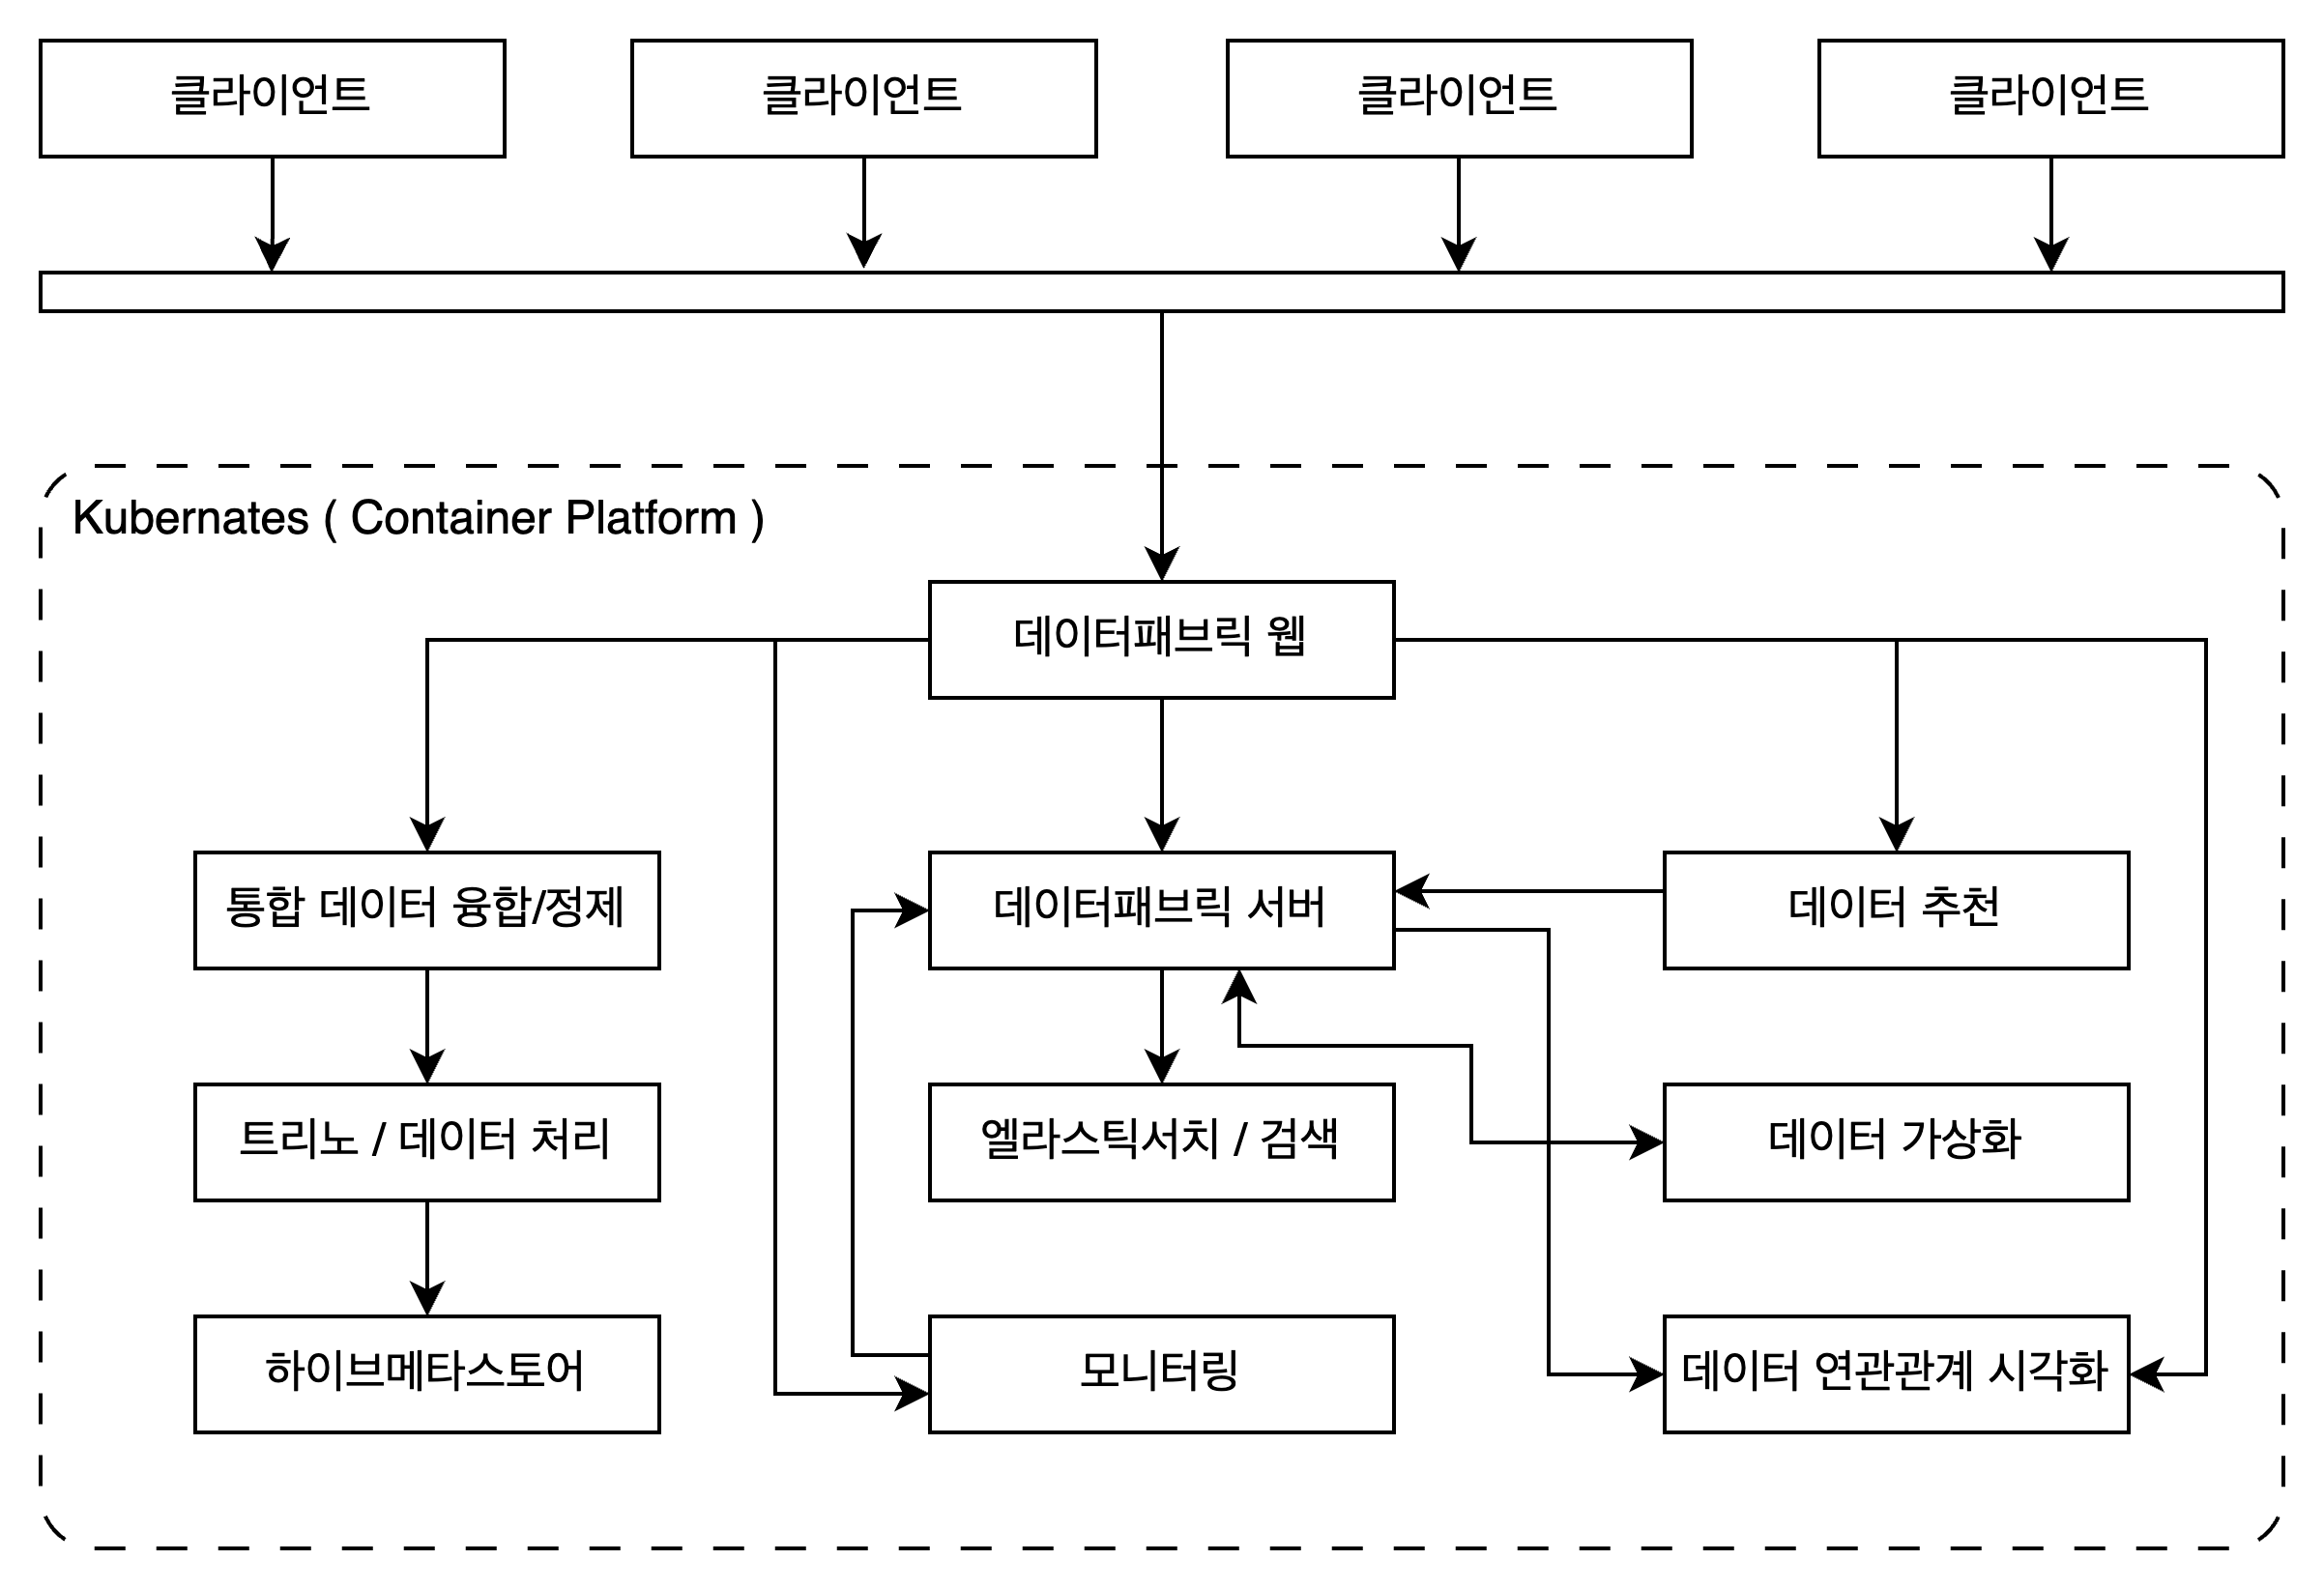 클라이언트
클라이언트
클라이언트
클라이언트
Kubernates ( Container Platform )
데이터패브릭 웹
통합 데이터 융합/정제
데이터패브릭 서버
데이터 추천
트리노 / 데이터 처리
엘라스틱서치 / 검색
데이터 가상화
하이브메타스토어
모니터링
데이터 연관관계 시각화